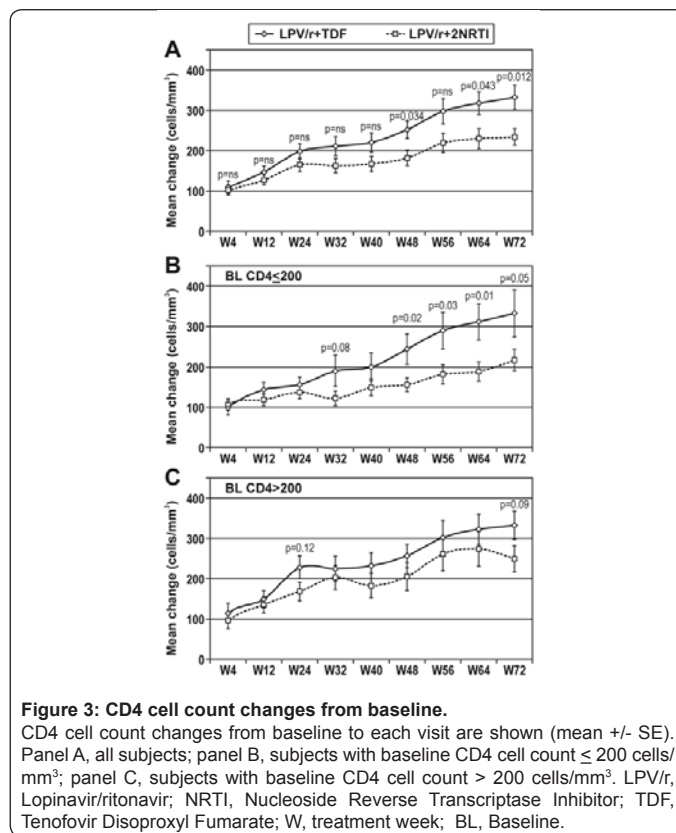 LPV/r+TDF LPV/r+2NRTI
A
Mean change (cells/mm³)
400
300
200
100
0
p=ns p=ns p=ns p=ns p=ns p=0.034 p=ns p=0.043 p=0.012
W4 W12 W24 W32 W40 W48 W56 W64 W72
B
BL CD4≤200
Mean change (cells/mm³)
400
300
200
100
0
p=0.08 p=0.02 p=0.03 p=0.01 p=0.05
W4 W12 W24 W32 W40 W48 W56 W64 W72
C
BL CD4>200
Mean change (cells/mm³)
400
300
200
100
0
p=0.12 p=0.09
W4 W12 W24 W32 W40 W48 W56 W64 W72
Figure 3: CD4 cell count changes from baseline.
CD4 cell count changes from baseline to each visit are shown (mean +/- SE).
Panel A, all subjects; panel B, subjects with baseline CD4 cell count ≤ 200 cells/
mm³; panel C, subjects with baseline CD4 cell count > 200 cells/mm³. LPV/r,
Lopinavir/ritonavir; NRTI, Nucleoside Reverse Transcriptase Inhibitor; TDF,
Tenofovir Disoproxyl Fumarate; W, treatment week; BL, Baseline.